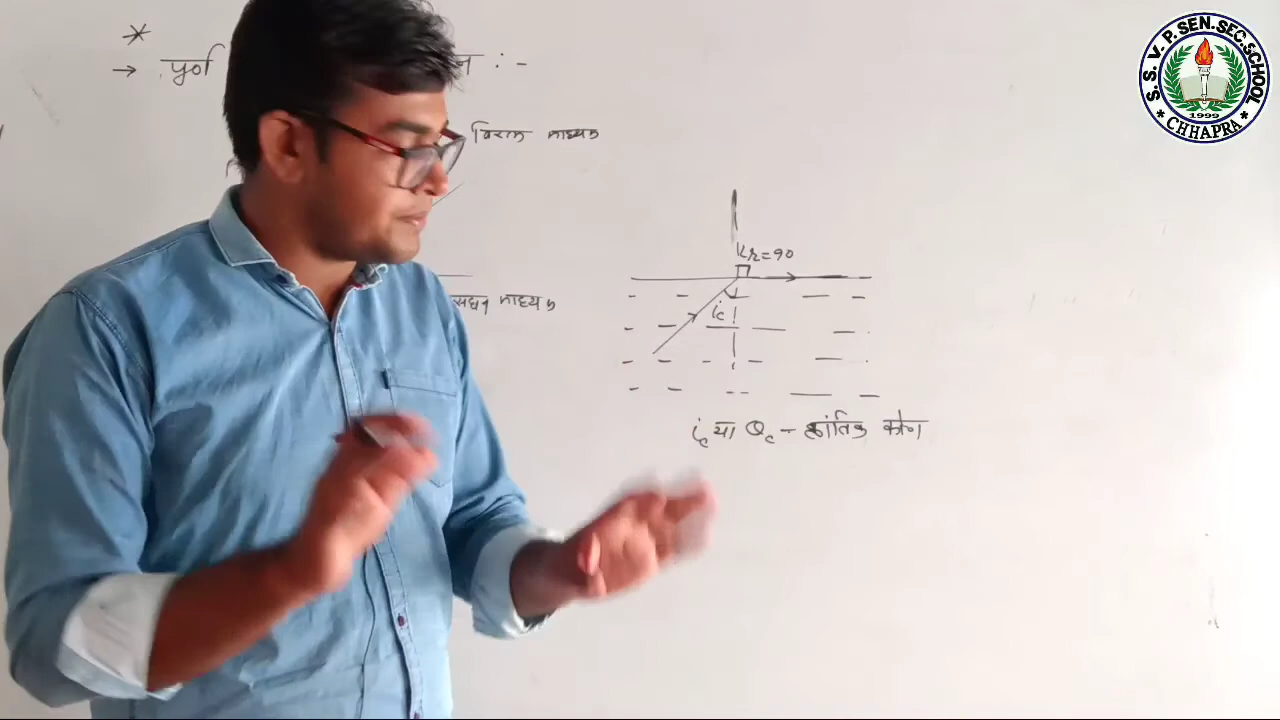 *
→ पूर्ण
:-
विरल माध्यम
∠r=90
सघन माध्यम
ic
ic या θc - क्रांतिक कोण
S. S. V. P. SEN. SEC. SCHOOL
1999
* CHHAPRA *